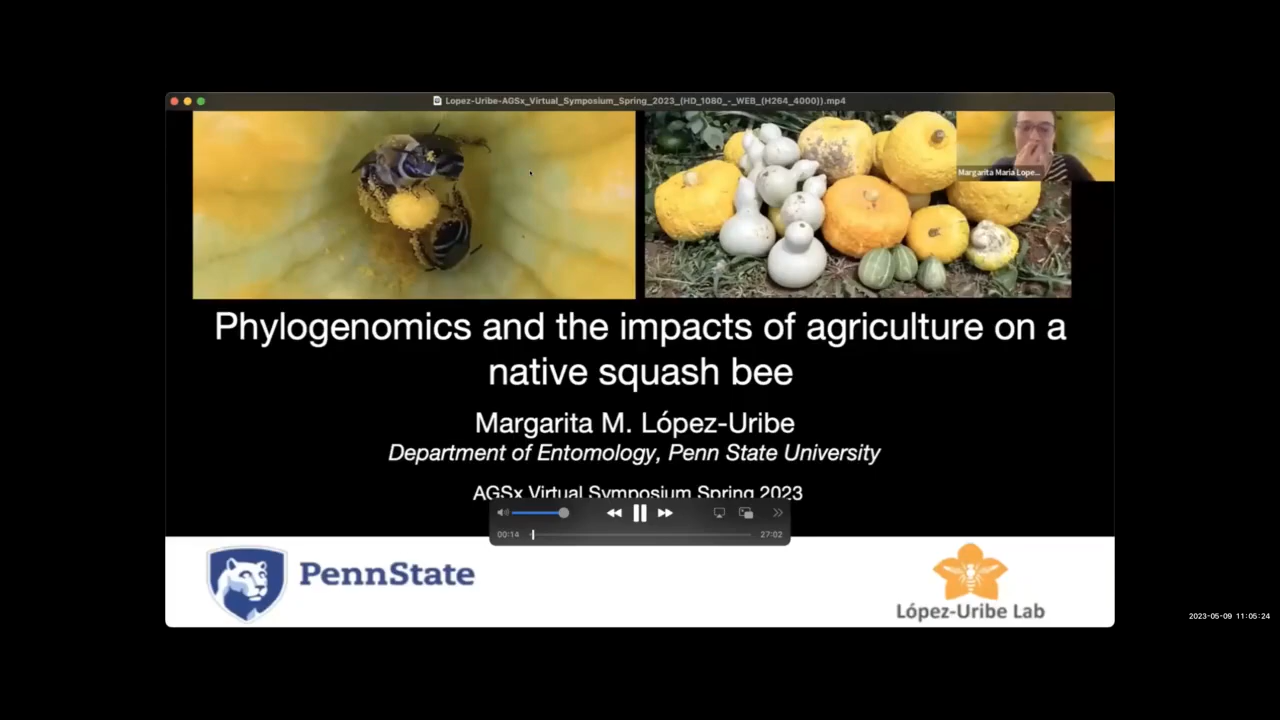 Lopez-Uribe-AGSx_Virtual_Symposium_Spring_2023_(HD_1080_-_WEB_(H264_4000)).mp4
Margarita Maria Lope...
Phylogenomics and the impacts of agriculture on a
native squash bee
Margarita M. López-Uribe
Department of Entomology, Penn State University
AGSx Virtual Symposium Spring 2023
00:14
27:02
PennState
López-Uribe Lab
2023-05-09 11:05:24